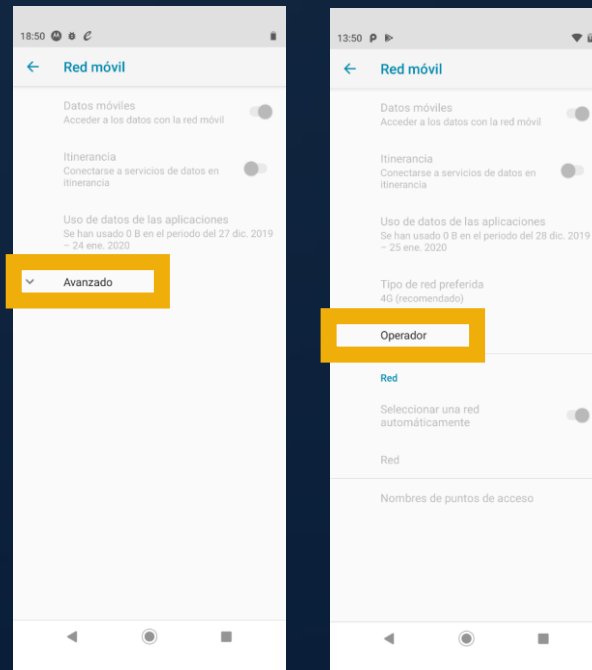 18:50
Red móvil
Datos móviles
Acceder a los datos con la red móvil
Itinerancia
Conectarse a servicios de datos en
itinerancia
Uso de datos de las aplicaciones
Se han usado 0 B en el periodo del 27 dic. 2019
– 24 ene. 2020
Avanzado
13:50
Red móvil
Datos móviles
Acceder a los datos con la red móvil
Itinerancia
Conectarse a servicios de datos en
itinerancia
Uso de datos de las aplicaciones
Se han usado 0 B en el periodo del 28 dic. 2019
– 25 ene. 2020
Tipo de red preferida
4G (recomendado)
Operador
Red
Seleccionar una red
automáticamente
Red
Nombres de puntos de acceso